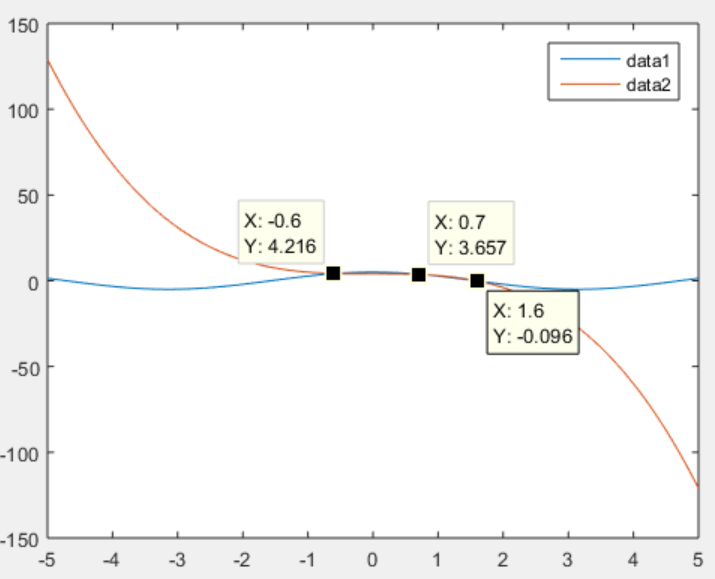 150
100
50
0
-50
-100
-150
-5 -4 -3 -2 -1 0 1 2 3 4 5
data1
data2
X: -0.6
Y: 4.216
X: 0.7
Y: 3.657
X: 1.6
Y: -0.096